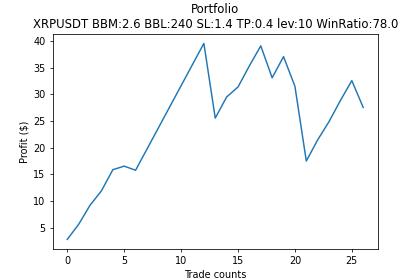 Portfolio
XRPUSDT BBM:2.6 BBL:240 SL:1.4 TP:0.4 lev:10 WinRatio:78.0
40
35
30
25
20
15
10
5
Profit ($)
0 5 10 15 20 25
Trade counts